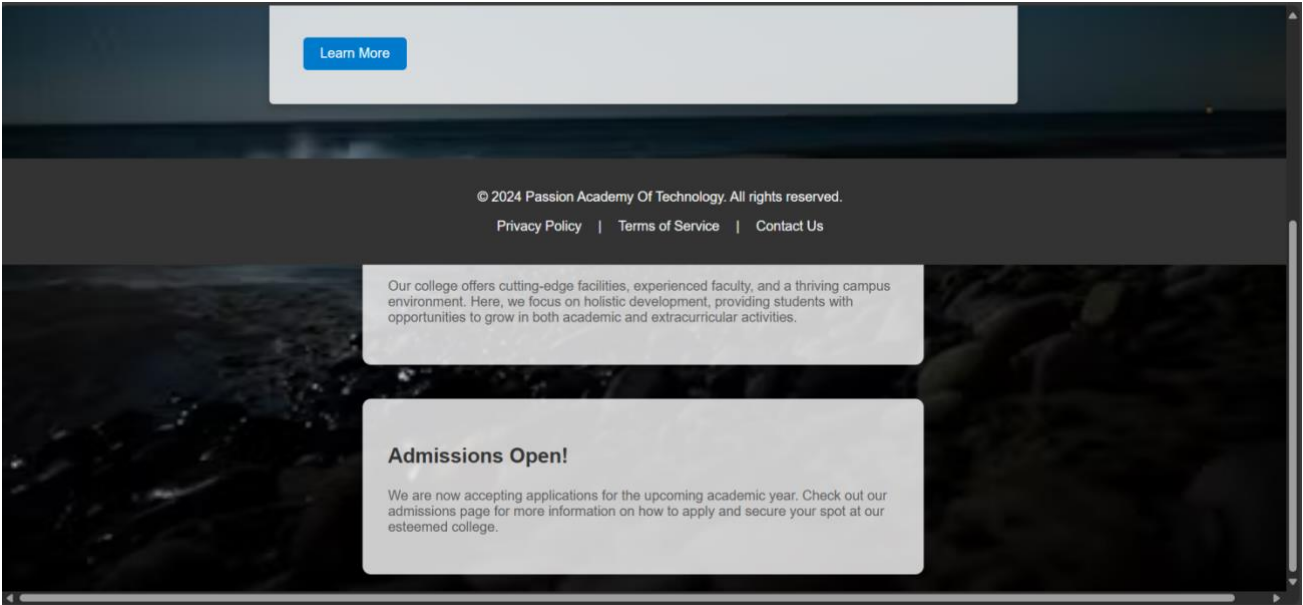 Learn More
© 2024 Passion Academy Of Technology. All rights reserved.
Privacy Policy | Terms of Service | Contact Us
Our college offers cutting-edge facilities, experienced faculty, and a thriving campus
environment. Here, we focus on holistic development, providing students with
opportunities to grow in both academic and extracurricular activities.
Admissions Open!
We are now accepting applications for the upcoming academic year. Check out our
admissions page for more information on how to apply and secure your spot at our
esteemed college.